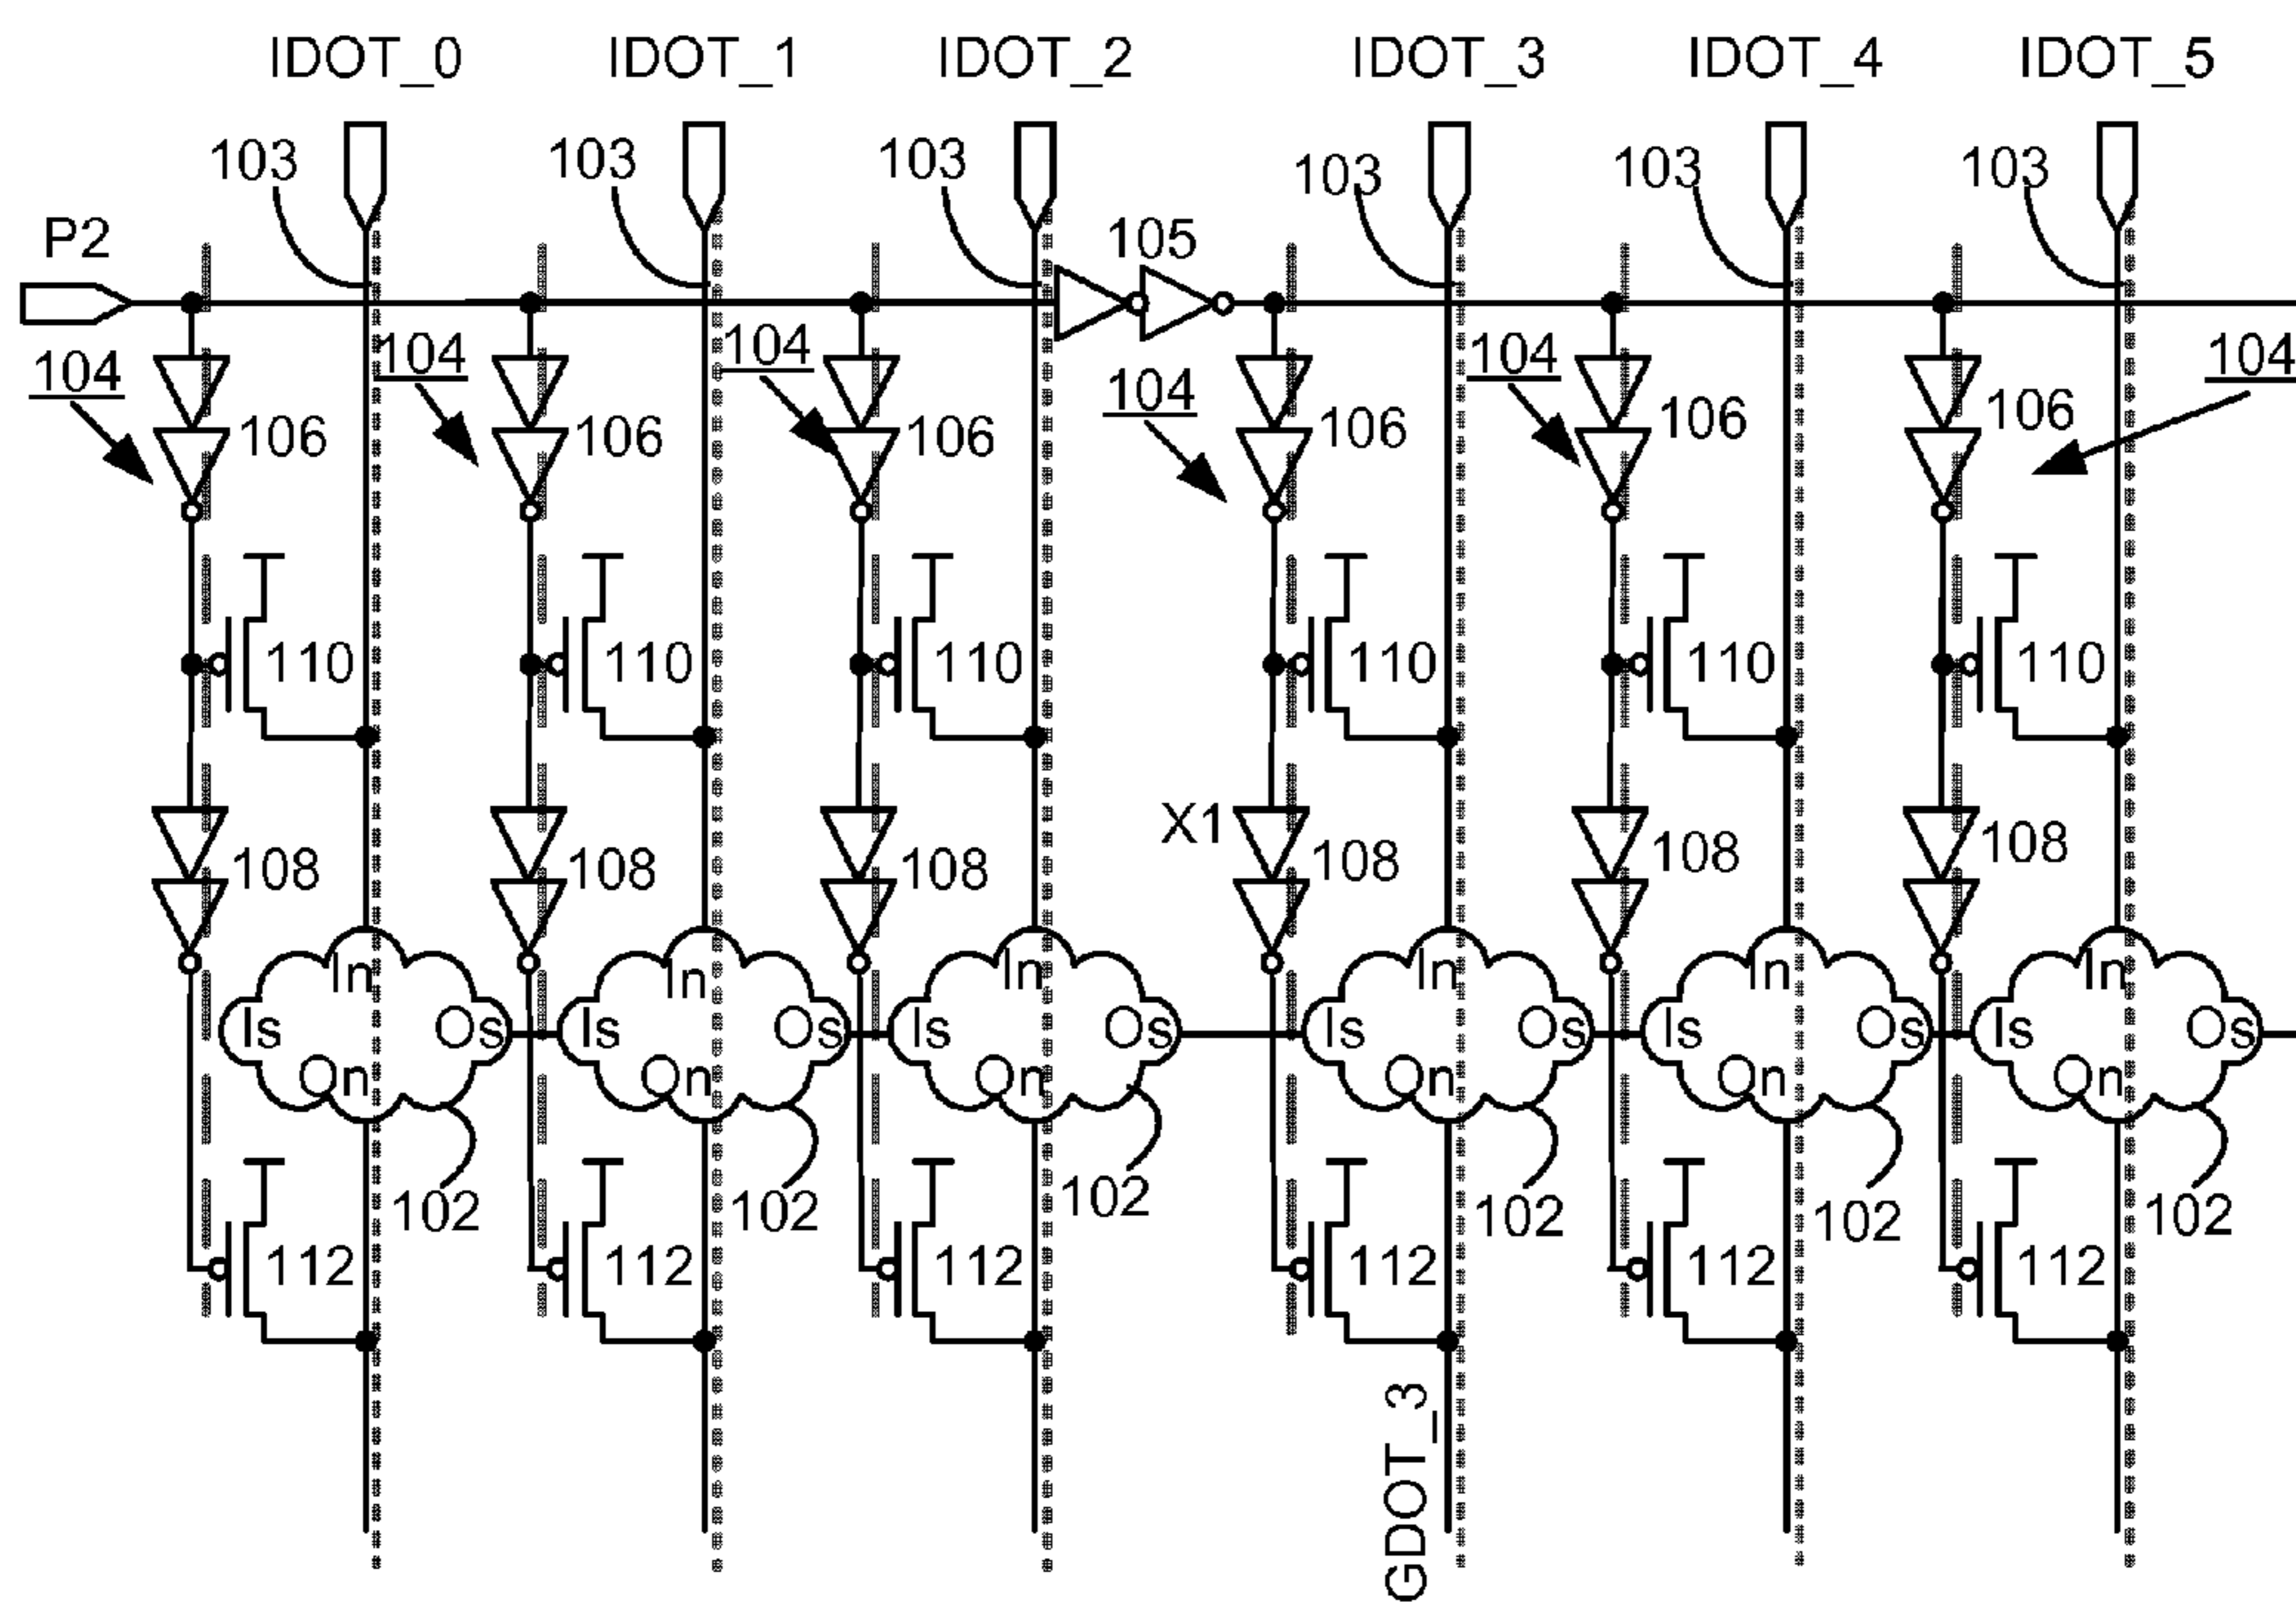 IDOT_0 IDOT_1 IDOT_2 IDOT_3 IDOT_4 IDOT_5
103 103 103 103 103 103
P2 105
104 104 104 104 104 104
106 106 106 106 106 106
110 110 110 110 110 110
X1
108 108 108 108 108 108
In In In In In In
Is Os Is Os Is Os Is Os Is Os Is Os
On On On On On On
102 102 102 102 102 102
112 112 112 112 112 112
GDOT_3